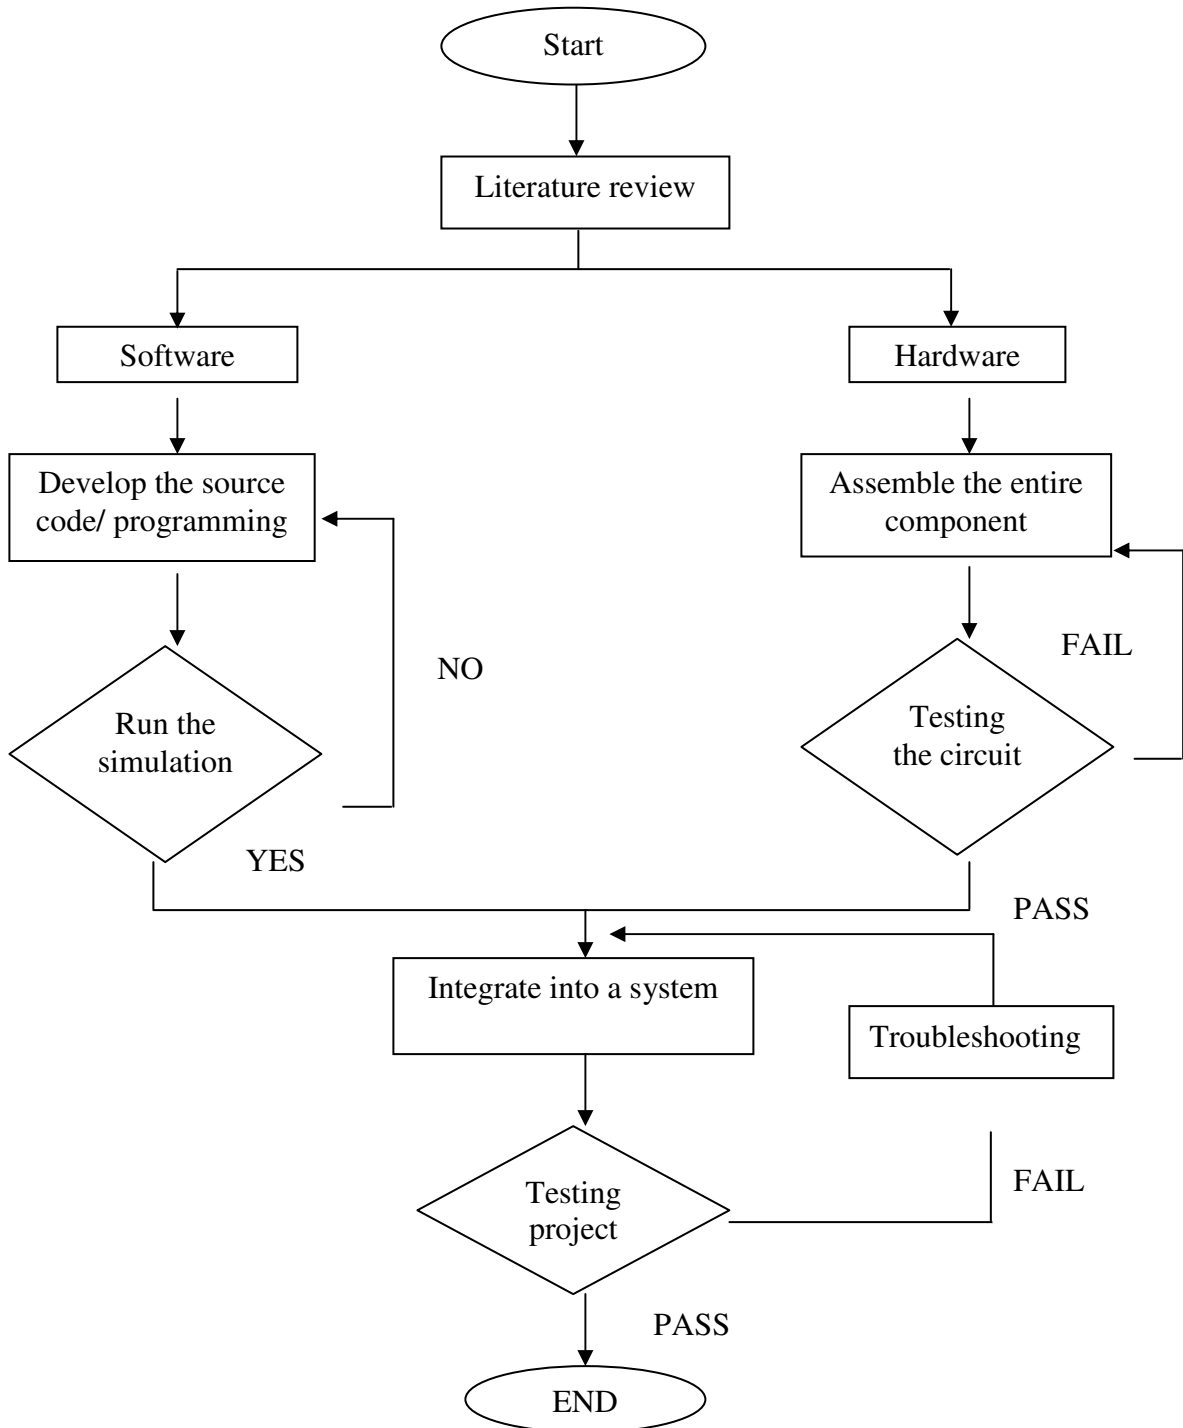 Start
Literature review
Software
Hardware
Develop the source
code/ programming
Assemble the entire
component
NO
FAIL
Run the
simulation
Testing
the circuit
YES
PASS
Integrate into a system
Troubleshooting
Testing
project
FAIL
PASS
END